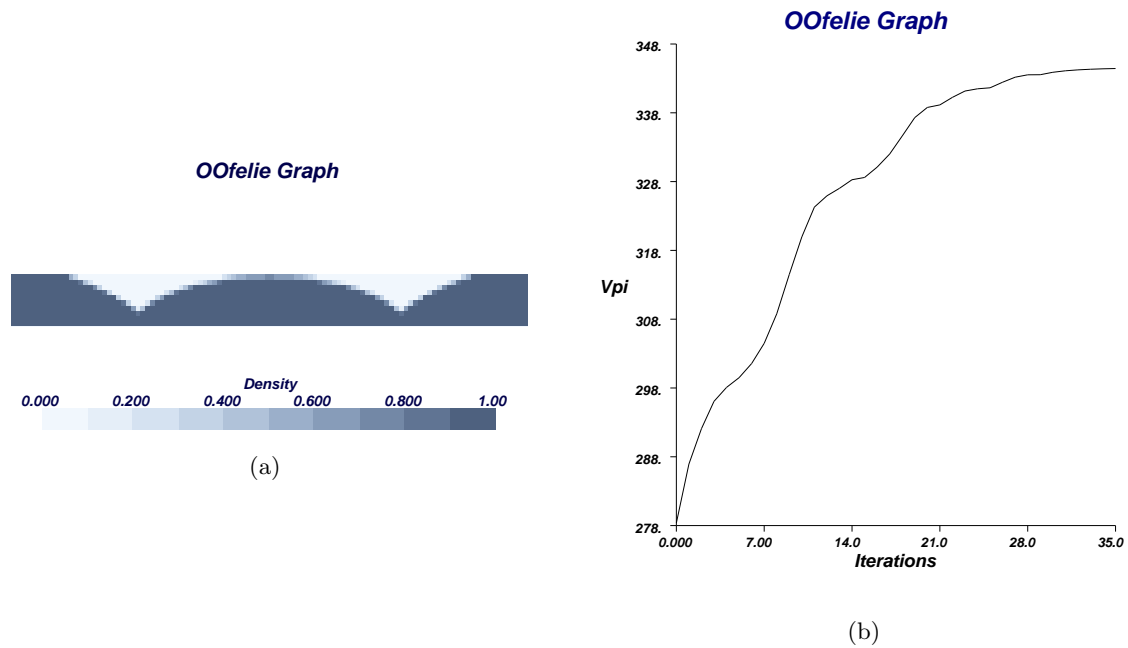 OOfelie Graph
Density
0.000 0.200 0.400 0.600 0.800 1.00
(a)
OOfelie Graph
348.
338.
328.
318.
Vpi
308.
298.
288.
278.
0.000 7.00 14.0 21.0 28.0 35.0
Iterations
(b)